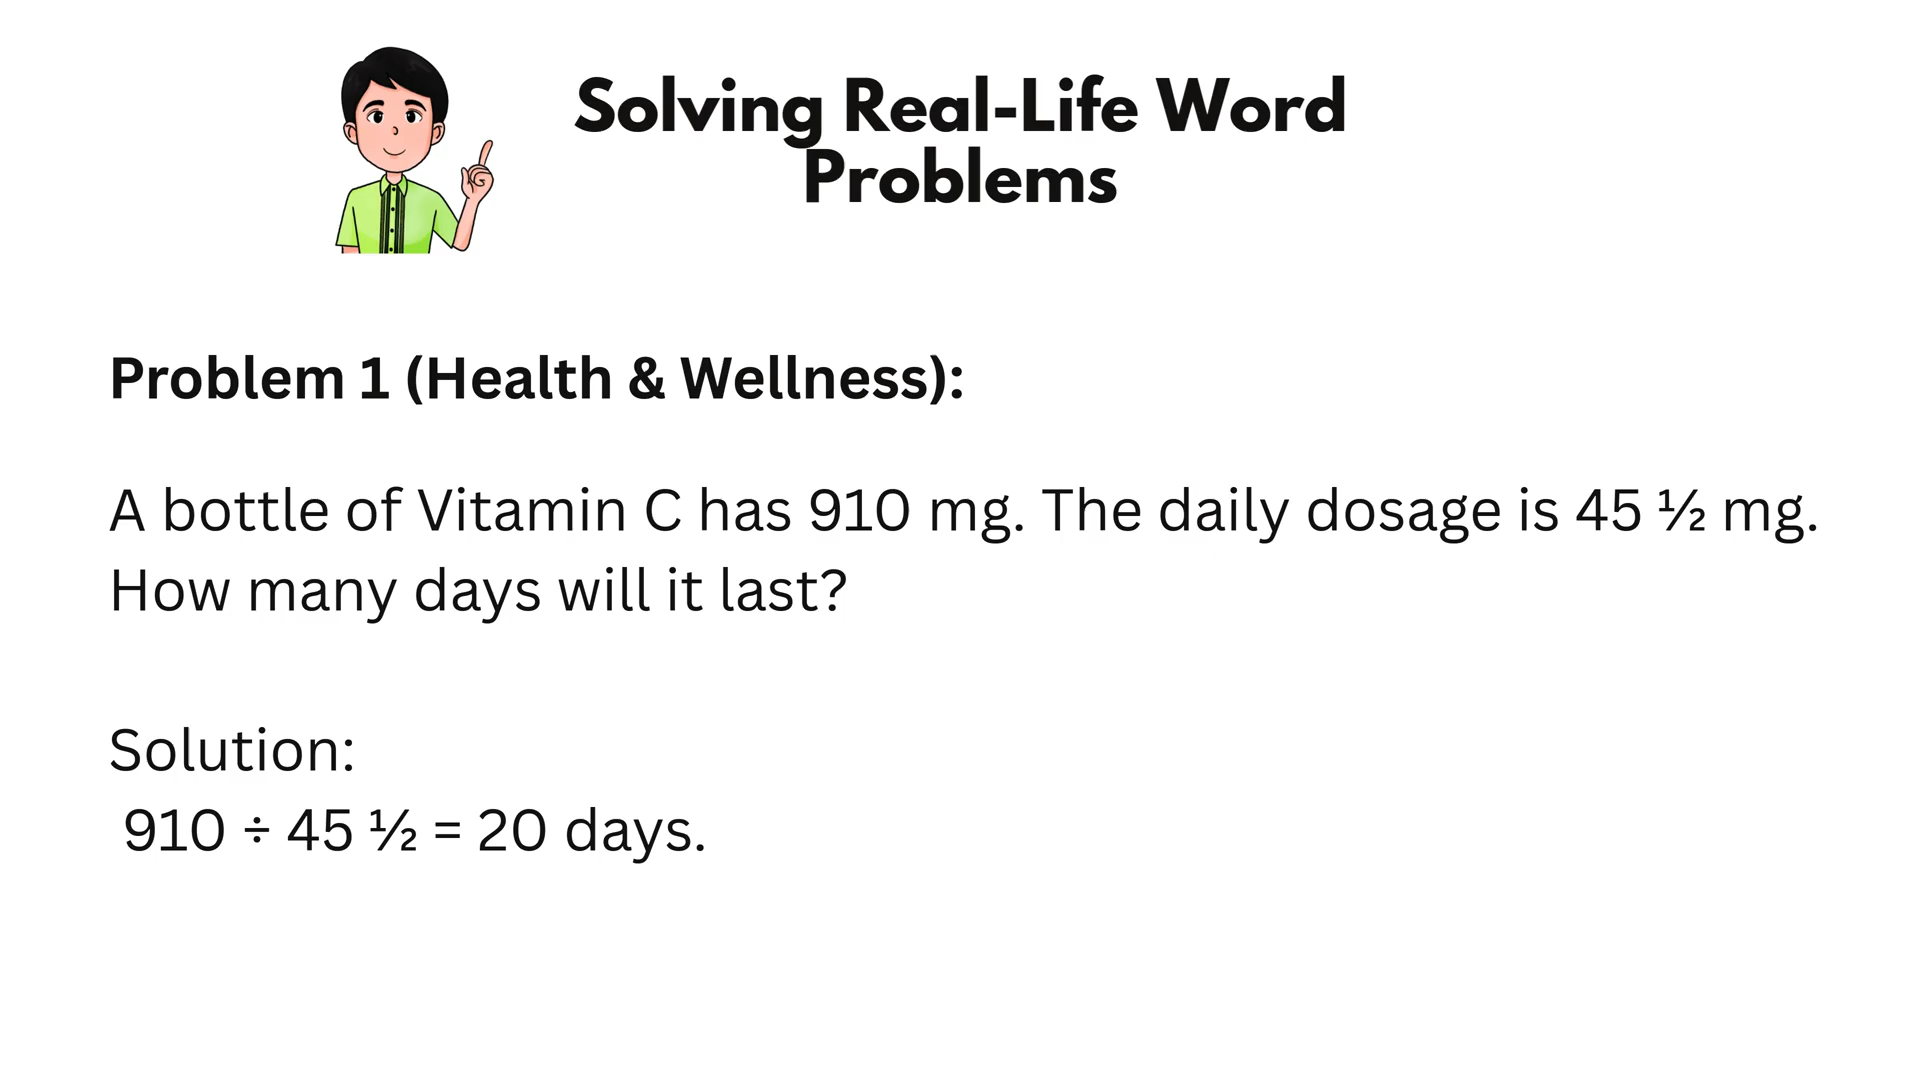 Solving Real-Life Word
Problems
Problem 1 (Health & Wellness):
A bottle of Vitamin C has 910 mg. The daily dosage is 45 ½ mg.
How many days will it last?
Solution:
910 ÷ 45 ½ = 20 days.